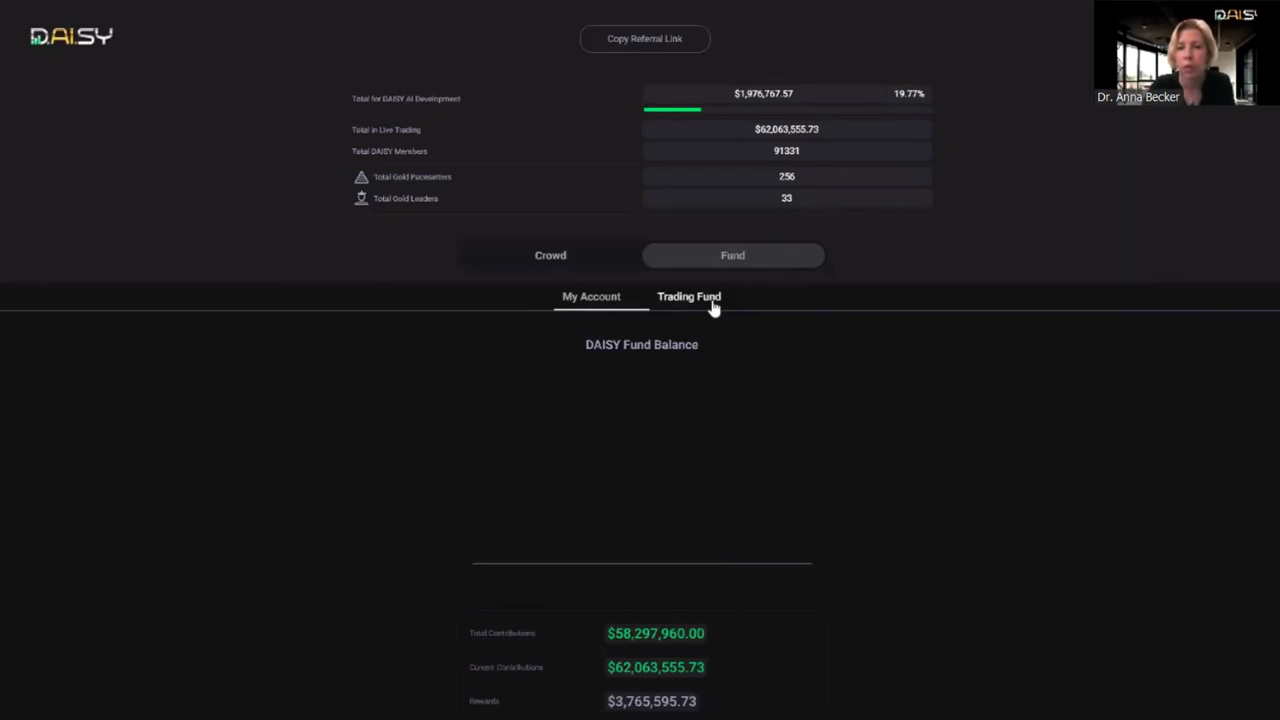 DAISY
Copy Referral Link
DAISY
Dr. Anna Becker
Total for DAISY AI Development $1,976,767.57 19.77%
Total in Live Trading $62,063,555.73
Total DAISY Members 91331
Total Gold Pacesetters 256
Total Gold Leaders 33
Crowd Fund
My Account Trading Fund
DAISY Fund Balance
Total Contributions $58,297,960.00
Current Contributions $62,063,555.73
Rewards $3,765,595.73